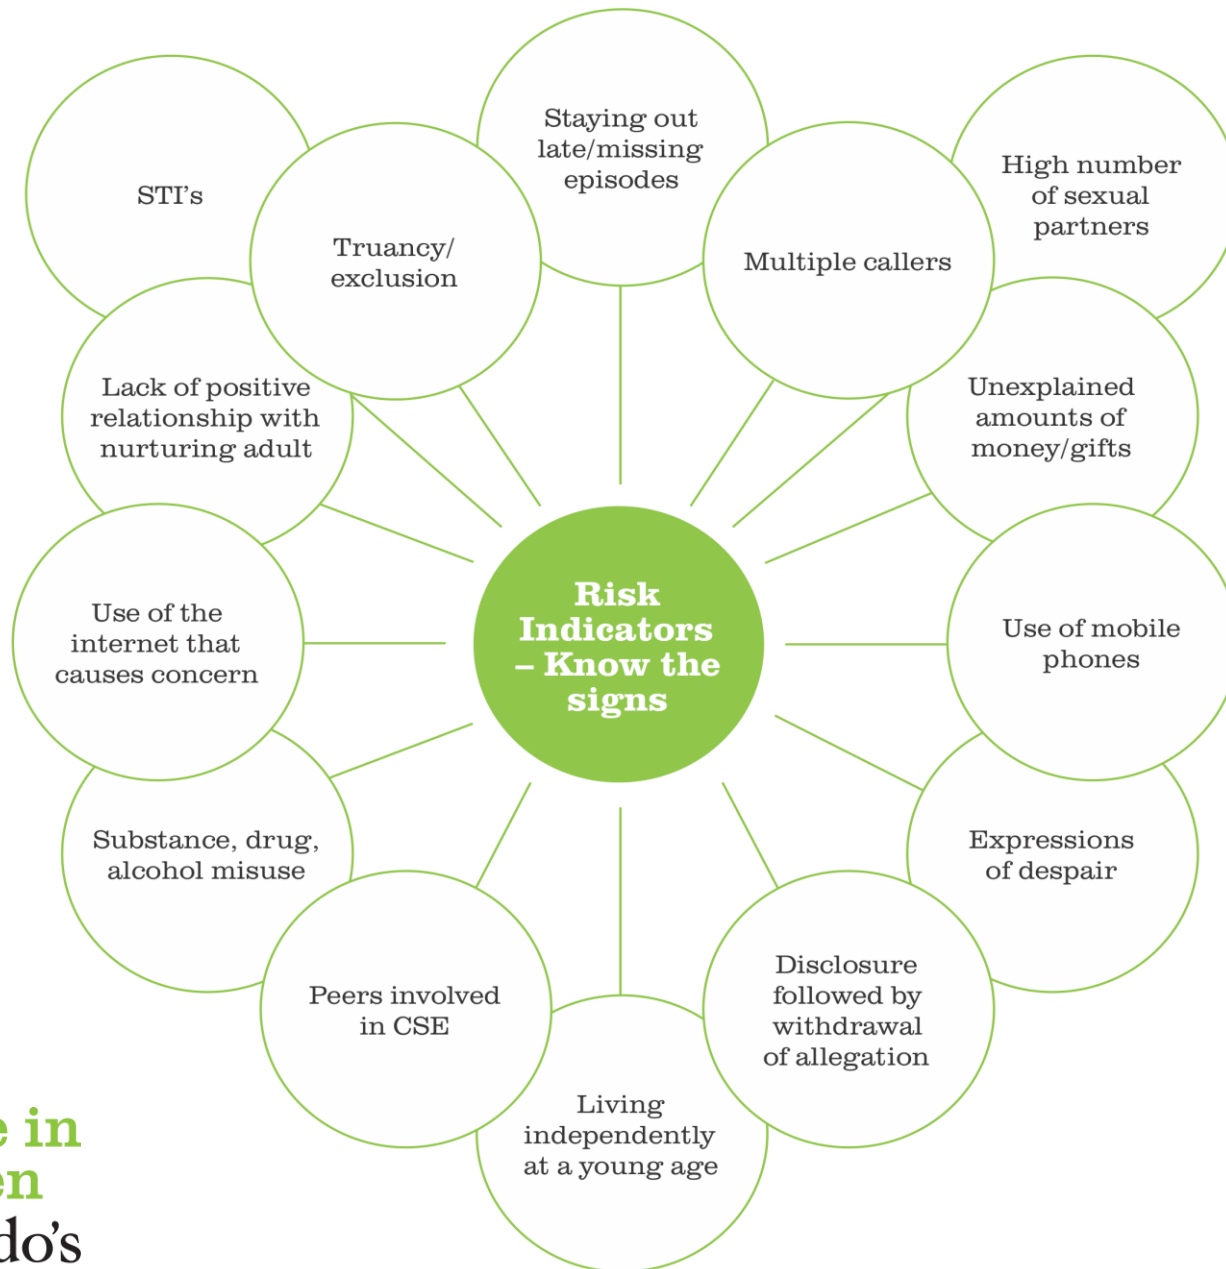 Staying out
late/missing
episodes
High number
of sexual
partners
STI's
Truancy/
exclusion
Multiple callers
Lack of positive
relationship with
nurturing adult
Unexplained
amounts of
money/gifts
Risk
Indicators
– Know the
signs
Use of the
internet that
causes concern
Use of mobile
phones
Substance, drug,
alcohol misuse
Expressions
of despair
Peers involved
in CSE
Disclosure
followed by
withdrawal
of allegation
Living
independently
at a young age
e in
en
do's